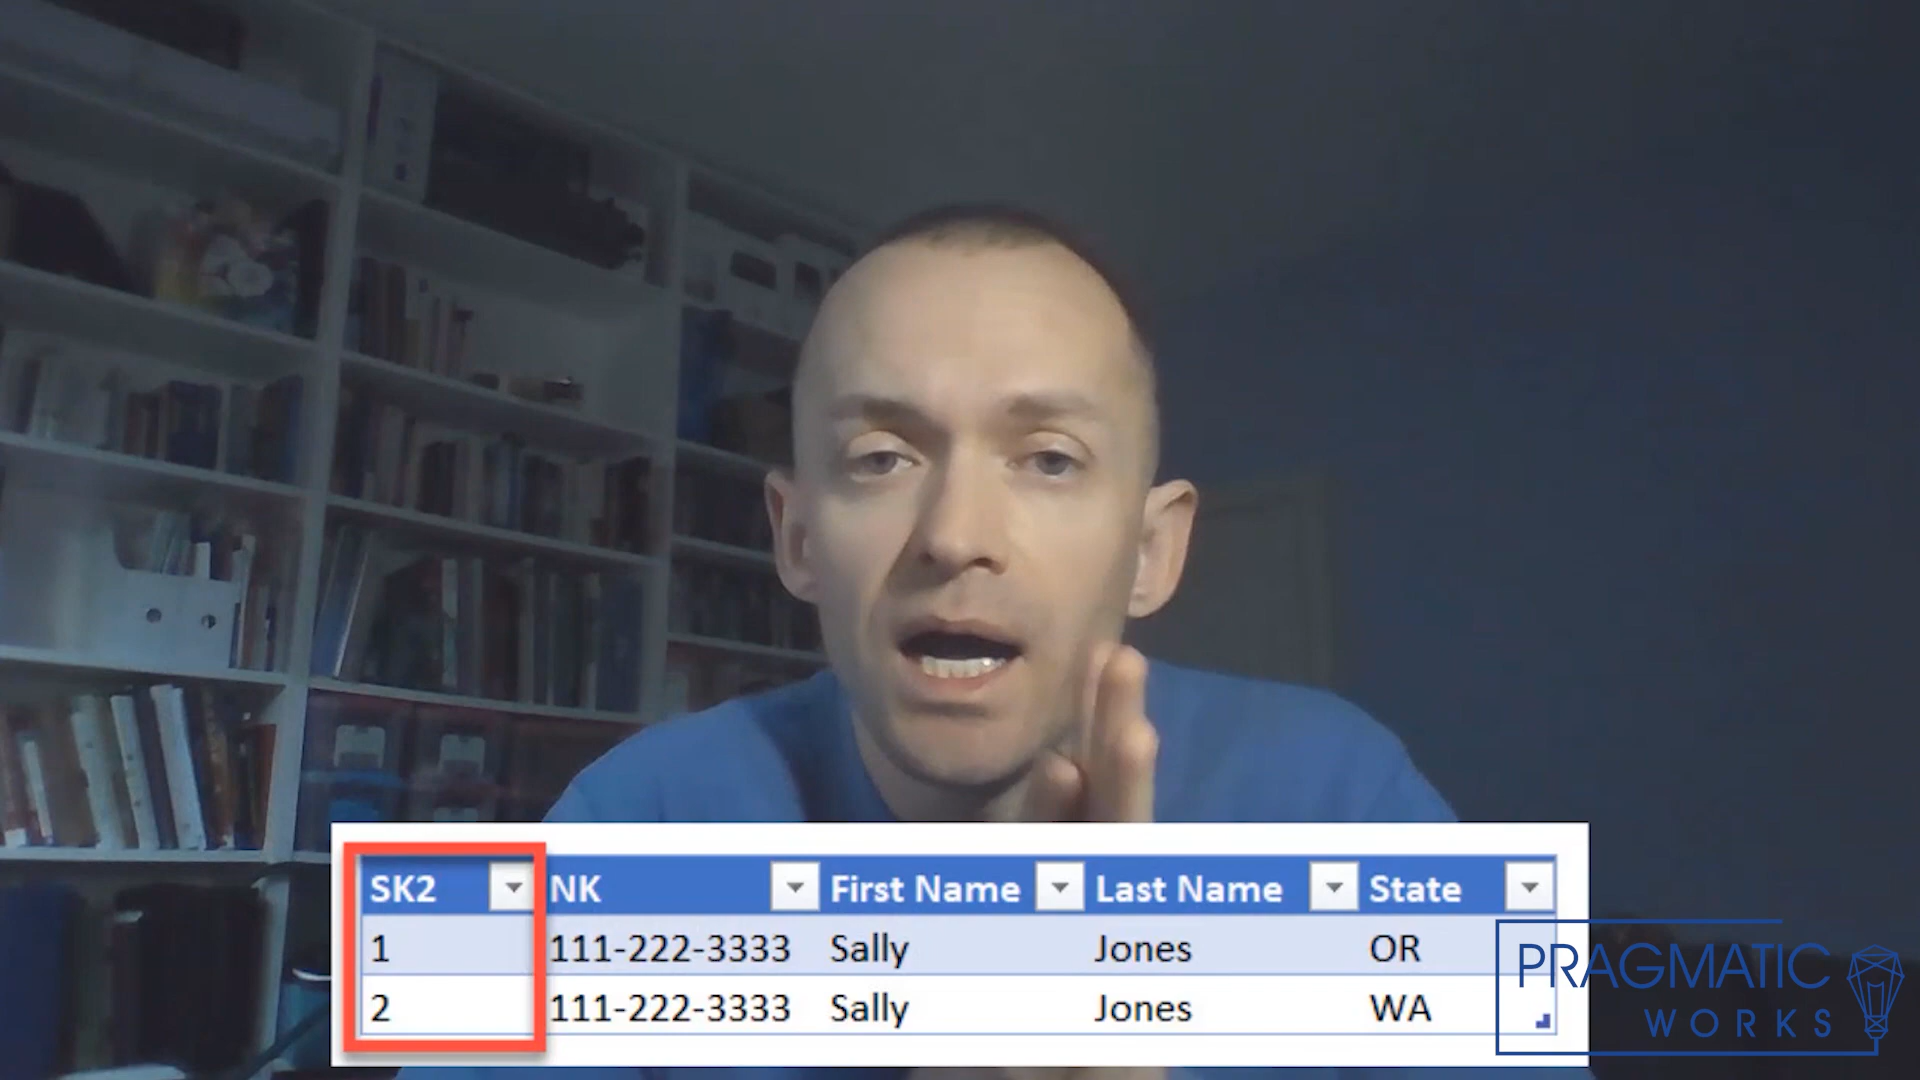 SK2 NK First Name Last Name State
1 111-222-3333 Sally Jones OR
2 111-222-3333 Sally Jones WA
PRAGMATIC
WORKS